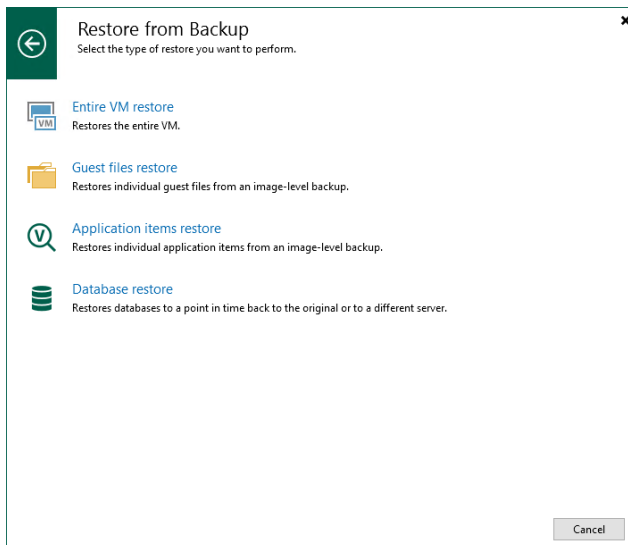 Restore from Backup
Select the type of restore you want to perform.
Entire VM restore
VM
Restores the entire VM.
Guest files restore
Restores individual guest files from an image-level backup.
Application items restore
V
Restores individual application items from an image-level backup.
Database restore
Restores databases to a point in time back to the original or to a different server.
Cancel